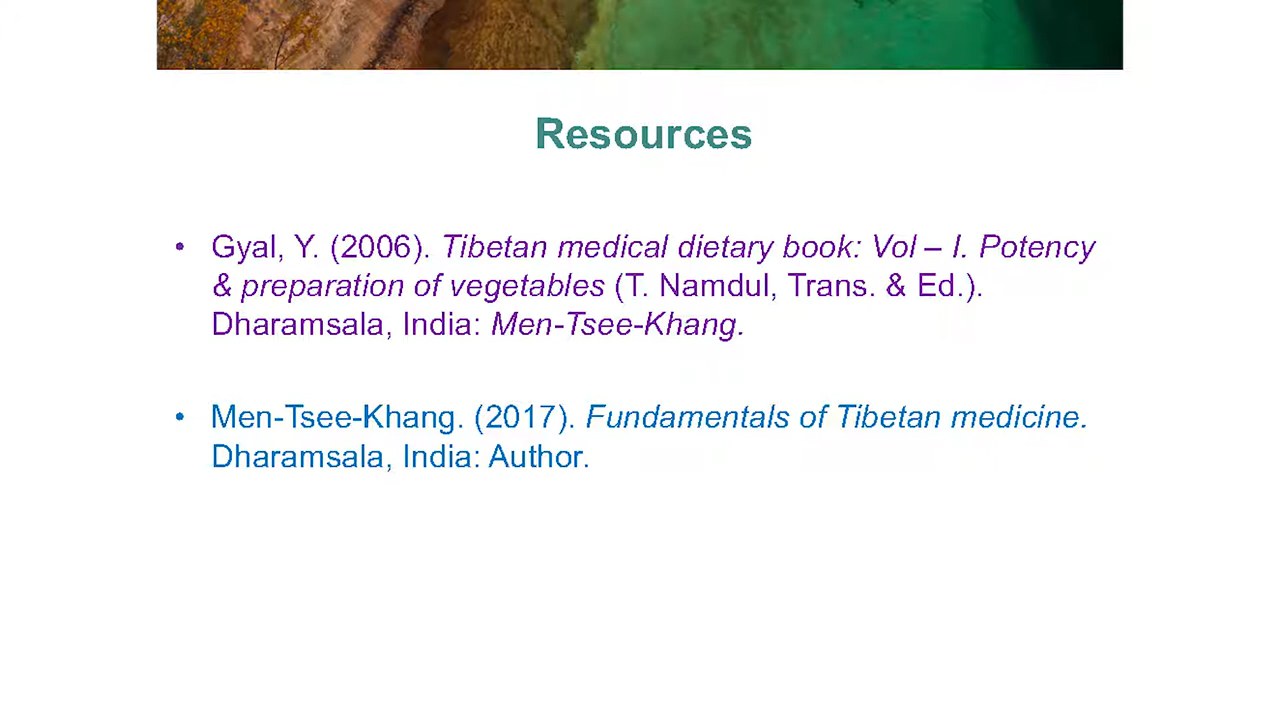 Resources
• Gyal, Y. (2006). Tibetan medical dietary book: Vol – I. Potency
& preparation of vegetables (T. Namdul, Trans. & Ed.).
Dharamsala, India: Men-Tsee-Khang.
• Men-Tsee-Khang. (2017). Fundamentals of Tibetan medicine.
Dharamsala, India: Author.